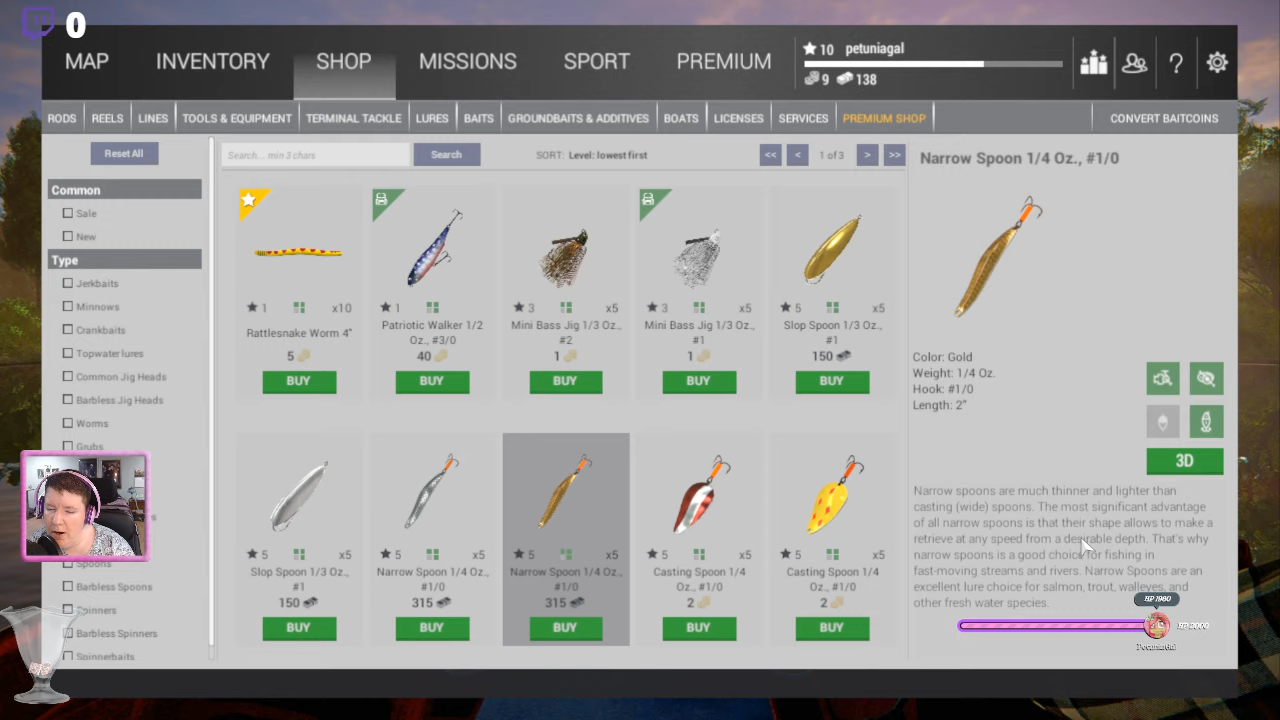 0
MAP INVENTORY SHOP MISSIONS SPORT PREMIUM
10 petuniagal
9 138
RODS REELS LINES TOOLS & EQUIPMENT TERMINAL TACKLE LURES BAITS GROUNDBAITS & ADDITIVES BOATS LICENSES SERVICES PREMIUM SHOP CONVERT BAITCOINS
Reset All
Common
Sale
New
Type
Jerkbaits
Minnows
Crankbaits
Topwater lures
Common Jig Heads
Barbless Jig Heads
Worms
Grubs
Spoons
Barbless Spoons
Spinners
Barbless Spinners
Spinnerbaits
Search... min 3 chars Search SORT: Level: lowest first << < 1 of 3 > >>
1 x10
Rattlesnake Worm 4"
5
BUY
1
Patriotic Walker 1/2
Oz., #3/0
40
BUY
3 x5
Mini Bass Jig 1/3 Oz.,
#2
1
BUY
3 x5
Mini Bass Jig 1/3 Oz.,
#1
1
BUY
5 x5
Slop Spoon 1/3 Oz.,
#1
150
BUY
5 x5
Slop Spoon 1/3 Oz.,
#1
150
BUY
5 x5
Narrow Spoon 1/4 Oz.,
#1/0
315
BUY
5 x5
Narrow Spoon 1/4 Oz.,
#1/0
315
BUY
5 x5
Casting Spoon 1/4
Oz., #1/0
2
BUY
5 x5
Casting Spoon 1/4
Oz., #1/0
2
BUY
Narrow Spoon 1/4 Oz., #1/0
Color: Gold
Weight: 1/4 Oz.
Hook: #1/0
Length: 2"
3D
Narrow spoons are much thinner and lighter than
casting (wide) spoons. The most significant advantage
of all narrow spoons is that their shape allows to make a
retrieve at any speed from a desirable depth. That's why
narrow spoons is a good choice for fishing in
fast-moving streams and rivers. Narrow Spoons are an
excellent lure choice for salmon, trout, walleyes, and
other fresh water species.
HP 1980